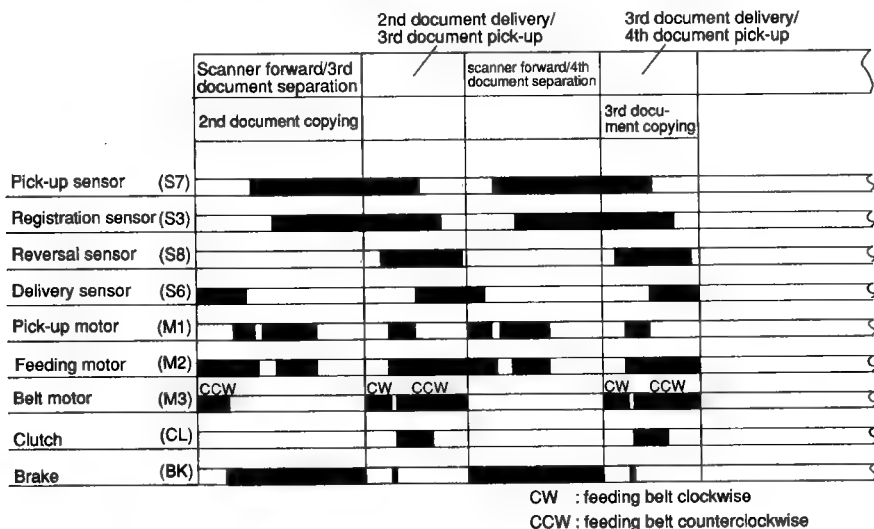 2nd document delivery/
3rd document pick-up
3rd document delivery/
4th document pick-up
Scanner forward/3rd
document separation
scanner forward/4th
document separation
2nd document copying
3rd docu-
ment copying
Pick-up sensor (S7)
Registration sensor (S3)
Reversal sensor (S8)
Delivery sensor (S6)
Pick-up motor (M1)
Feeding motor (M2)
CCW CW CCW CW CCW
Belt motor (M3)
Clutch (CL)
Brake (BK)
CW : feeding belt clockwise
CCW : feeding belt counterclockwise